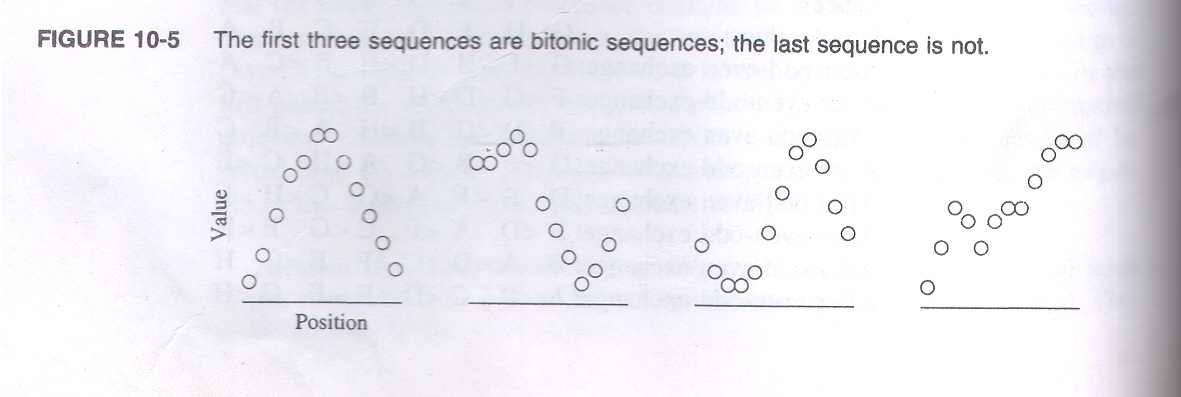 FIGURE 10-5 The first three sequences are bitonic sequences; the last sequence is not.
Value
Position